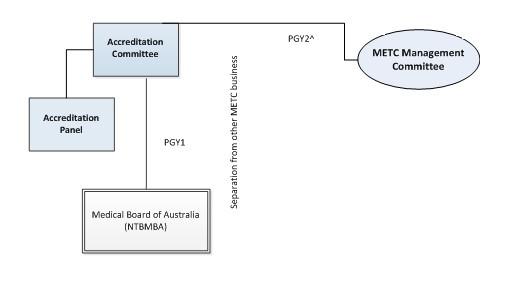 Accreditation
Committee
PGY2^
METC Management
Committee
Separation from other METC business
Accreditation
Panel
PGY1
Medical Board of Australia
(NTBMBA)